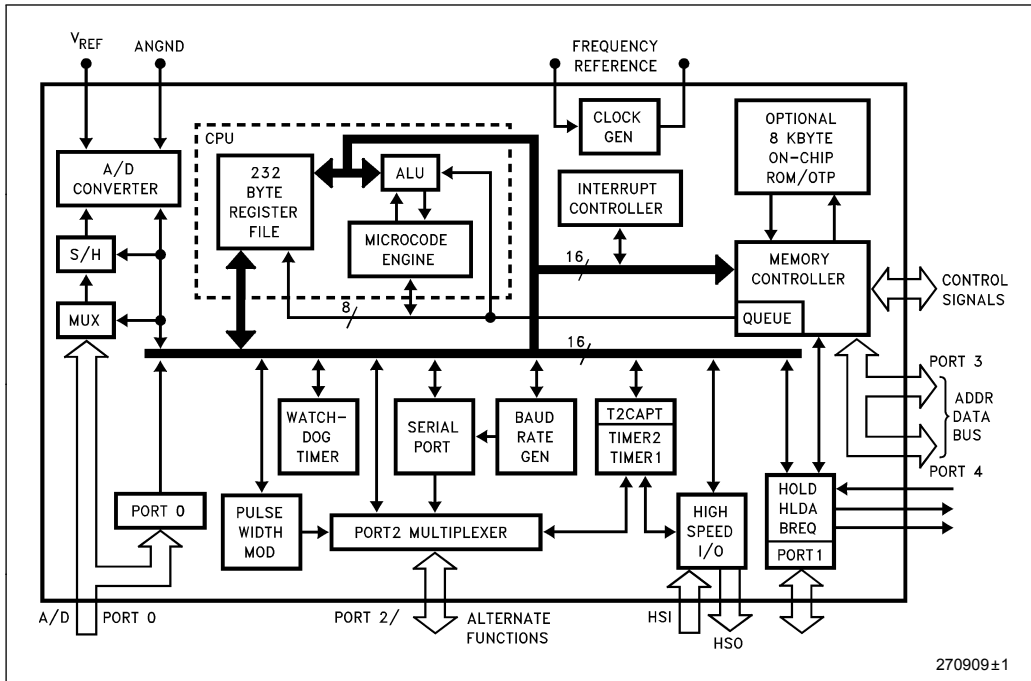 VREF
ANGND
FREQUENCY
REFERENCE
CPU
A/D
CONVERTER
232
BYTE
REGISTER
FILE
ALU
MICROCODE
ENGINE
CLOCK
GEN
OPTIONAL
8 KBYTE
ON-CHIP
ROM/OTP
INTERRUPT
CONTROLLER
S/H
MUX
16
MEMORY
CONTROLLER
QUEUE
CONTROL
SIGNALS
8
16
PORT 3
ADDR
DATA
BUS
PORT 4
WATCH-
DOG
TIMER
SERIAL
PORT
BAUD
RATE
GEN
T2CAPT
TIMER2
TIMER1
PORT 0
PULSE
WIDTH
MOD
PORT2 MULTIPLEXER
HIGH
SPEED
I/O
HOLD
HLDA
BREQ
PORT1
A/D
PORT 0
PORT 2/
ALTERNATE
FUNCTIONS
HSI
HSO
270909±1